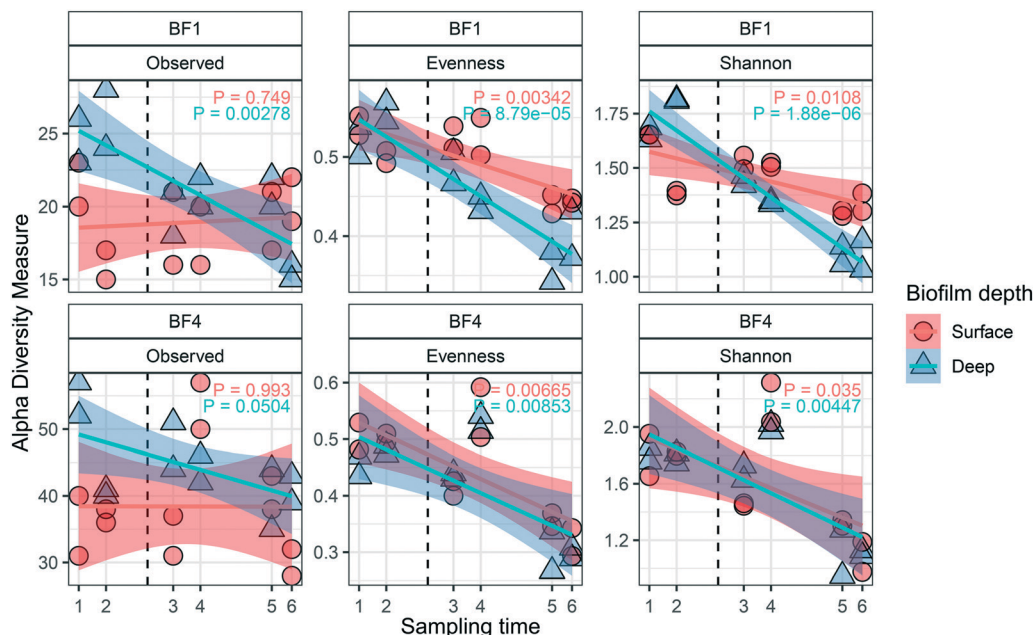 BF1
BF1
BF1
Observed
Evenness
Shannon
P = 0.749
P = 0.00278
P = 0.00342
P = 8.79e−05
P = 0.0108
P = 1.88e−06
25
20
15
0.5
0.4
1.75
1.50
1.25
1.00
Alpha Diversity Measure
BF4
BF4
BF4
Observed
Evenness
Shannon
P = 0.993
P = 0.0504
P = 0.00665
P = 0.00853
P = 0.035
P = 0.00447
50
40
30
0.6
0.5
0.4
0.3
2.0
1.6
1.2
1 2 3 4 5 6
1 2 3 4 5 6
1 2 3 4 5 6
Sampling time
Biofilm depth
Surface
Deep